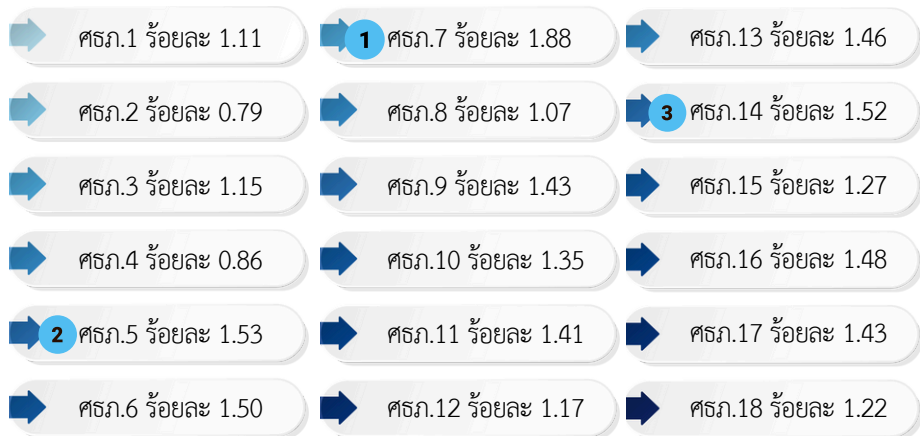 ศธภ.1 ร้อยละ 1.11
ศธภ.2 ร้อยละ 0.79
ศธภ.3 ร้อยละ 1.15
ศธภ.4 ร้อยละ 0.86
2 ศธภ.5 ร้อยละ 1.53
ศธภ.6 ร้อยละ 1.50
1 ศธภ.7 ร้อยละ 1.88
ศธภ.8 ร้อยละ 1.07
ศธภ.9 ร้อยละ 1.43
ศธภ.10 ร้อยละ 1.35
ศธภ.11 ร้อยละ 1.41
ศธภ.12 ร้อยละ 1.17
ศธภ.13 ร้อยละ 1.46
3 ศธภ.14 ร้อยละ 1.52
ศธภ.15 ร้อยละ 1.27
ศธภ.16 ร้อยละ 1.48
ศธภ.17 ร้อยละ 1.43
ศธภ.18 ร้อยละ 1.22